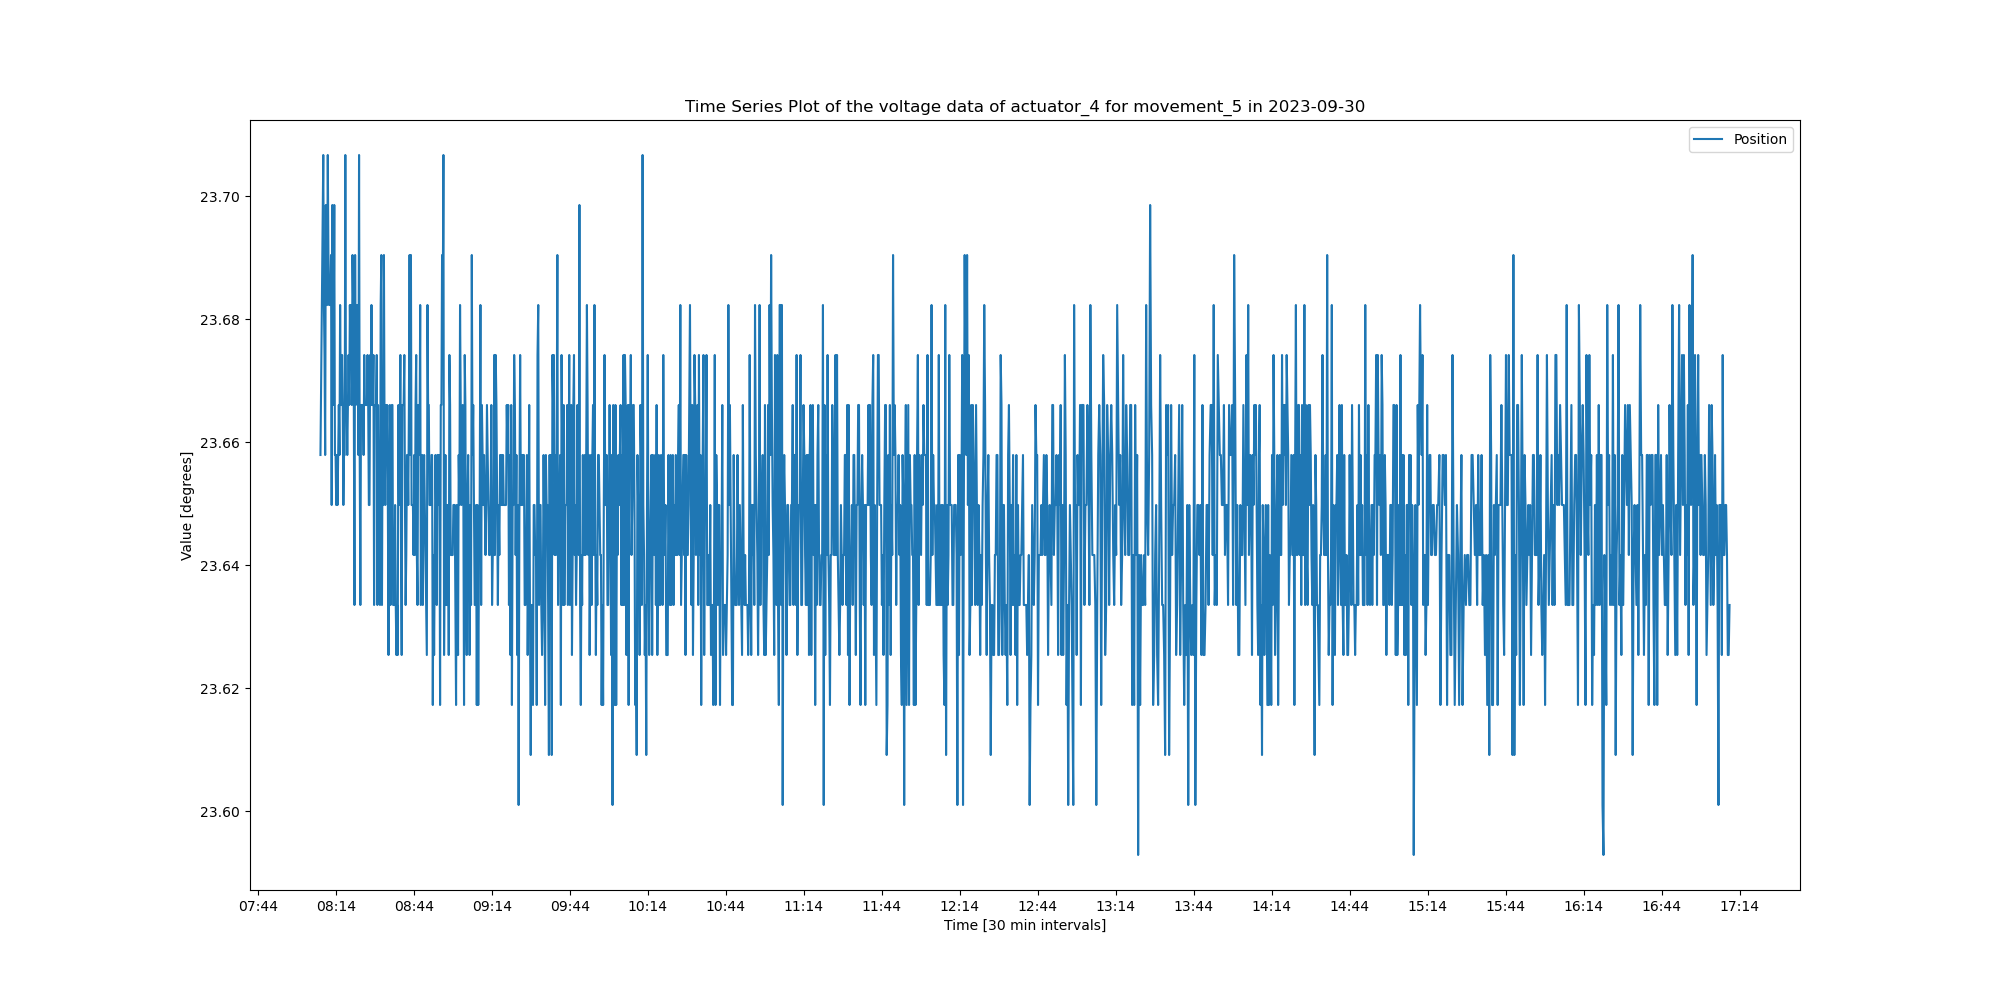 Time Series Plot of the voltage data of actuator_4 for movement_5 in 2023-09-30
Position
23.70
23.68
23.66
23.64
23.62
23.60
Value [degrees]
07:44 08:14 08:44 09:14 09:44 10:14 10:44 11:14 11:44 12:14 12:44 13:14 13:44 14:14 14:44 15:14 15:44 16:14 16:44 17:14
Time [30 min intervals]